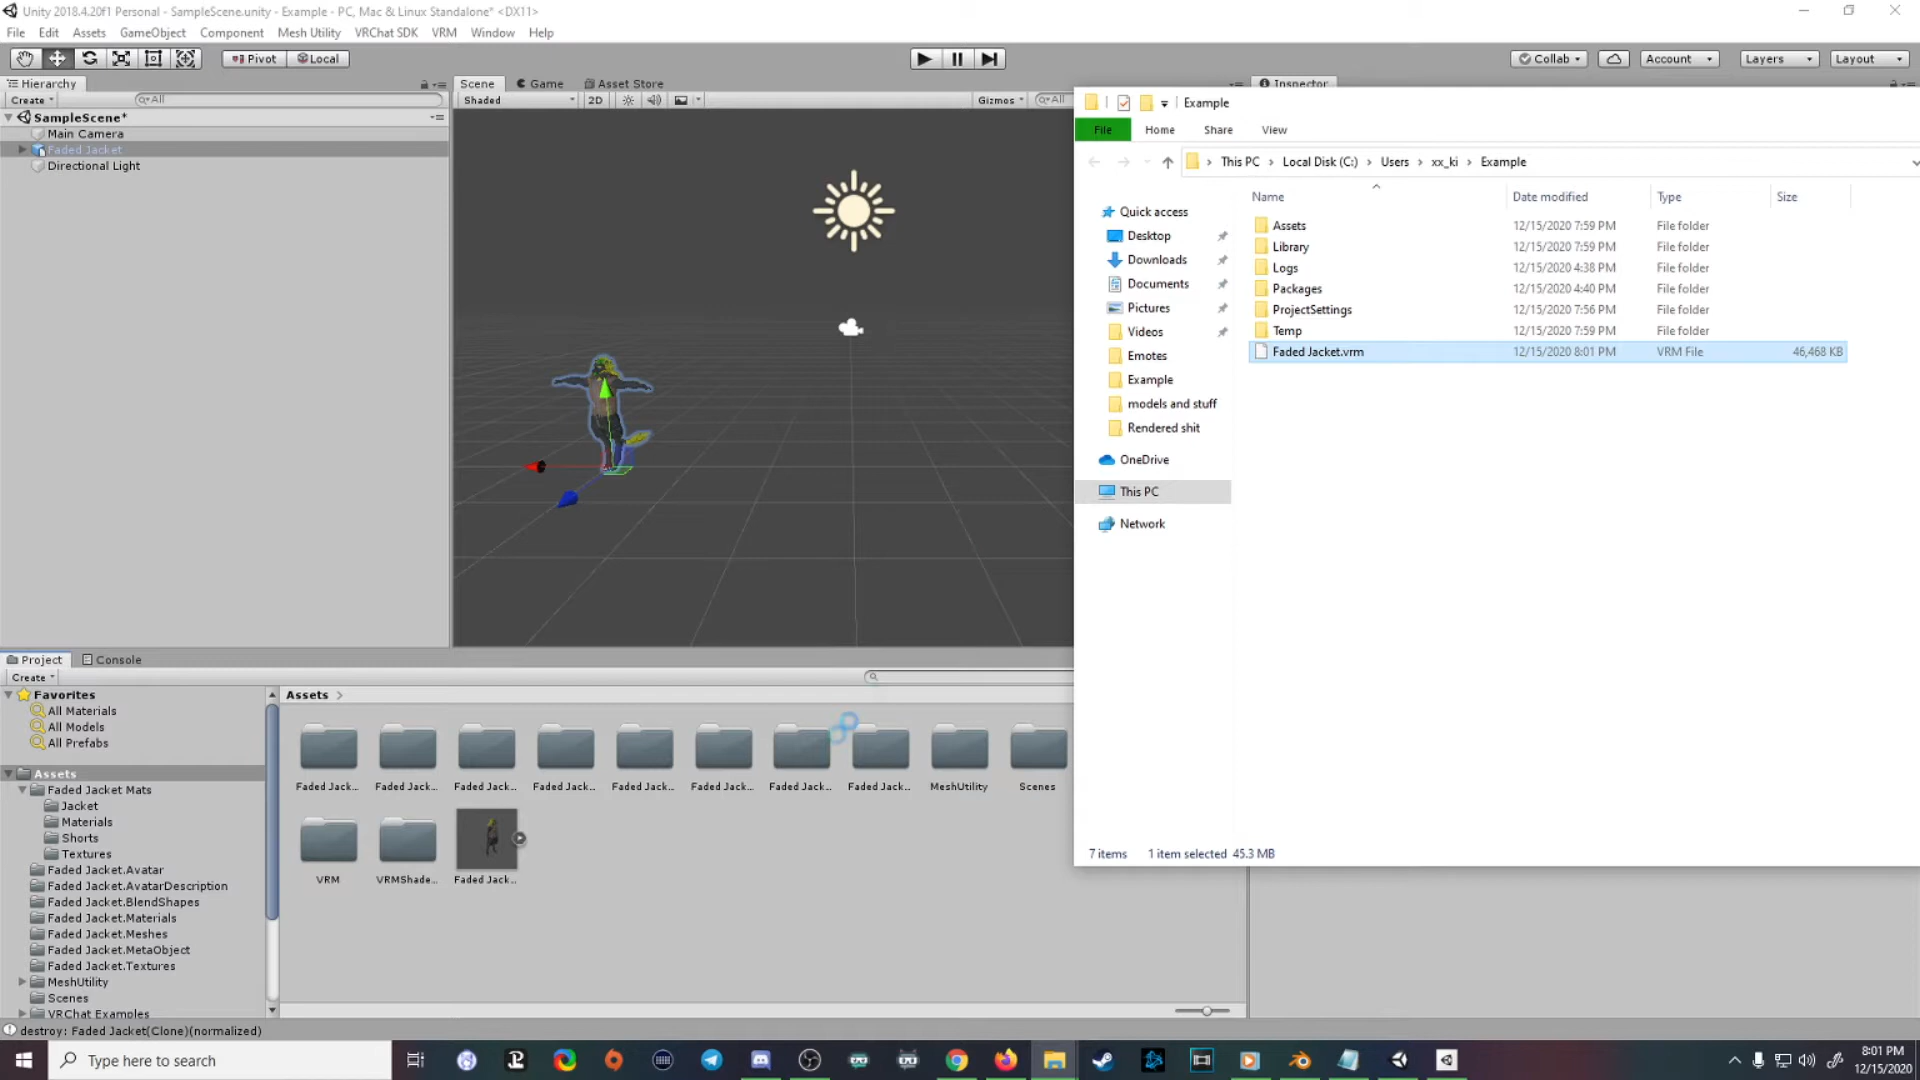 Unity 2018.4.20f1 Personal - SampleScene.unity - Example - PC, Mac & Linux Standalone* <DX11>
File Edit Assets GameObject Component Mesh Utility VRChat SDK VRM Window Help
Pivot Local Collab Account Layers Layout
Hierarchy
Create All
SampleScene*
Main Camera
Faded Jacket
Directional Light
Scene Game Asset Store
Shaded 2D Gizmos All
Inspector
Example
File Home Share View
This PC > Local Disk (C:) > Users > xx_ki > Example
Name Date modified Type Size
Assets 12/15/2020 7:59 PM File folder
Library 12/15/2020 7:59 PM File folder
Logs 12/15/2020 4:38 PM File folder
Packages 12/15/2020 4:40 PM File folder
ProjectSettings 12/15/2020 7:56 PM File folder
Temp 12/15/2020 7:59 PM File folder
Faded Jacket.vrm 12/15/2020 8:01 PM VRM File 46,468 KB
Quick access
Desktop
Downloads
Documents
Pictures
Videos
Emotes
Example
models and stuff
Rendered shit
OneDrive
This PC
Network
7 items 1 item selected 45.3 MB
Project Console
Create
Favorites
All Materials
All Models
All Prefabs
Assets
Faded Jacket Mats
Jacket
Materials
Shorts
Textures
Faded Jacket.Avatar
Faded Jacket.AvatarDescription
Faded Jacket.BlendShapes
Faded Jacket.Materials
Faded Jacket.Meshes
Faded Jacket.MetaObject
Faded Jacket.Textures
MeshUtility
Scenes
VRChat Examples
Assets >
Faded Jack... Faded Jack... Faded Jac... Faded Jack... Faded Jac... Faded Jac... Faded Jac... Faded Jac... MeshUtility Scenes
VRM VRMShade... Faded Jack..
destroy: Faded Jacket(Clone)(normalized)
Type here to search
8:01 PM
12/15/2020